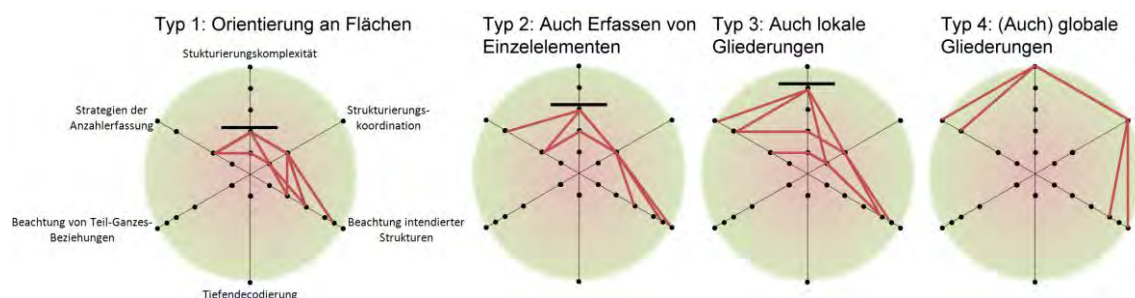 Typ 1: Orientierung an Flächen
Stukturierungskomplexität
Strategien der
Anzahlerfassung
Strukturierungs-
koordination
Beachtung von Teil-Ganzes-
Beziehungen
Beachtung intendierter
Strukturen
Tiefendecodierung
Typ 2: Auch Erfassen von
Einzelelementen
Typ 3: Auch lokale
Gliederungen
Typ 4: (Auch) globale
Gliederungen